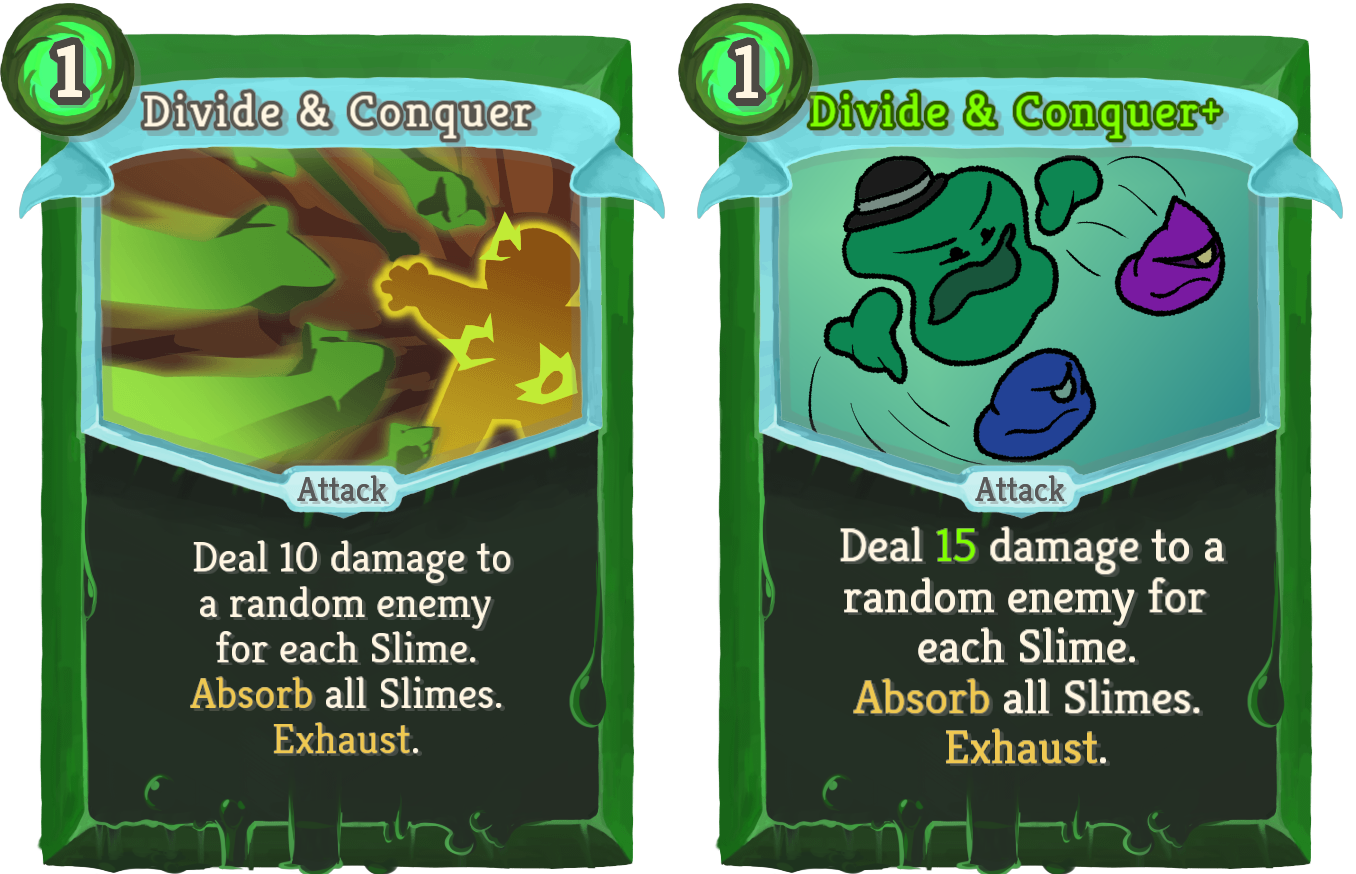 1
Divide & Conquer
Attack
Deal 10 damage to
a random enemy
for each Slime.
Absorb all Slimes.
Exhaust.
1
Divide & Conquer+
Attack
Deal 15 damage to a
random enemy for
each Slime.
Absorb all Slimes.
Exhaust.